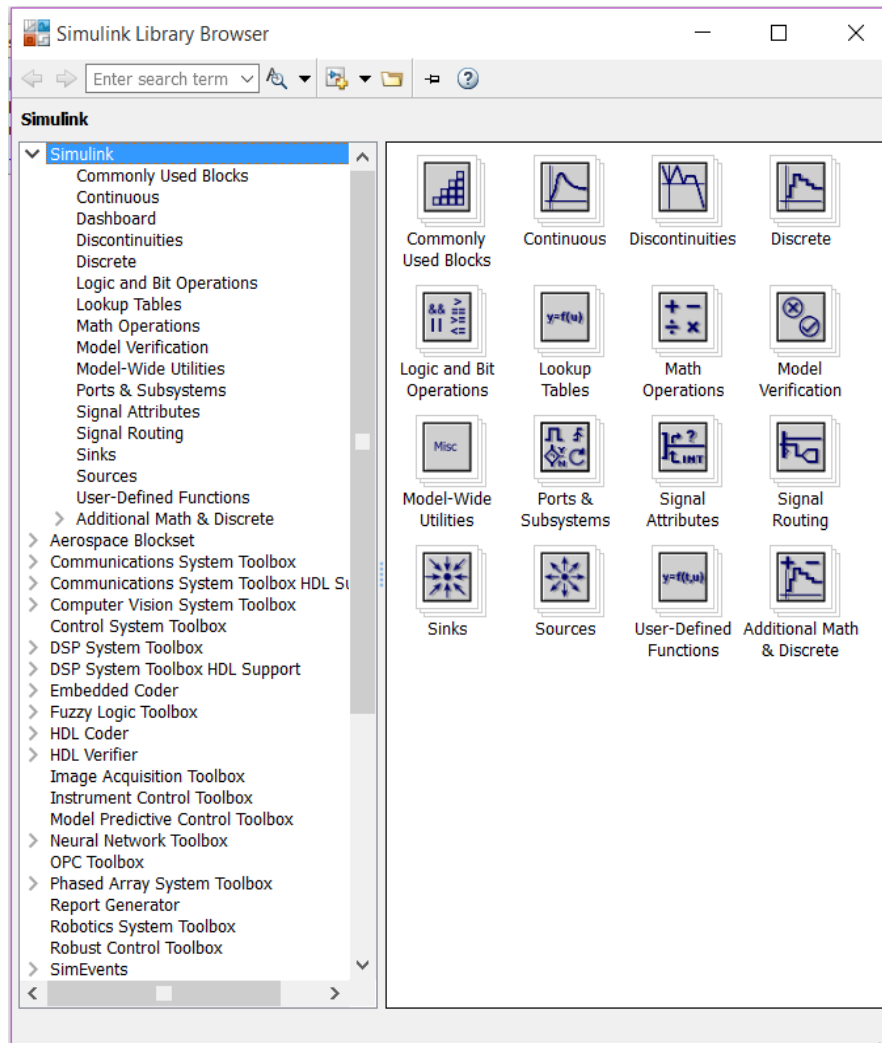 Simulink Library Browser
Enter search term
Simulink
Simulink
Commonly Used Blocks
Continuous
Dashboard
Discontinuities
Discrete
Logic and Bit Operations
Lookup Tables
Math Operations
Model Verification
Model-Wide Utilities
Ports & Subsystems
Signal Attributes
Signal Routing
Sinks
Sources
User-Defined Functions
Additional Math & Discrete
Aerospace Blockset
Communications System Toolbox
Communications System Toolbox HDL Su
Computer Vision System Toolbox
Control System Toolbox
DSP System Toolbox
DSP System Toolbox HDL Support
Embedded Coder
Fuzzy Logic Toolbox
HDL Coder
HDL Verifier
Image Acquisition Toolbox
Instrument Control Toolbox
Model Predictive Control Toolbox
Neural Network Toolbox
OPC Toolbox
Phased Array System Toolbox
Report Generator
Robotics System Toolbox
Robust Control Toolbox
SimEvents
Commonly
Used Blocks
Continuous
Discontinuities
Discrete
&& >
==
|| >=
<=
Logic and Bit
Operations
y=f(u)
Lookup
Tables
+ −
÷ ×
Math
Operations
Model
Verification
Misc
Model-Wide
Utilities
Y
N
Ports &
Subsystems
?
INT
Signal
Attributes
Signal
Routing
Sinks
Sources
y=f(t,u)
User-Defined
Functions
+ −
Additional Math
& Discrete